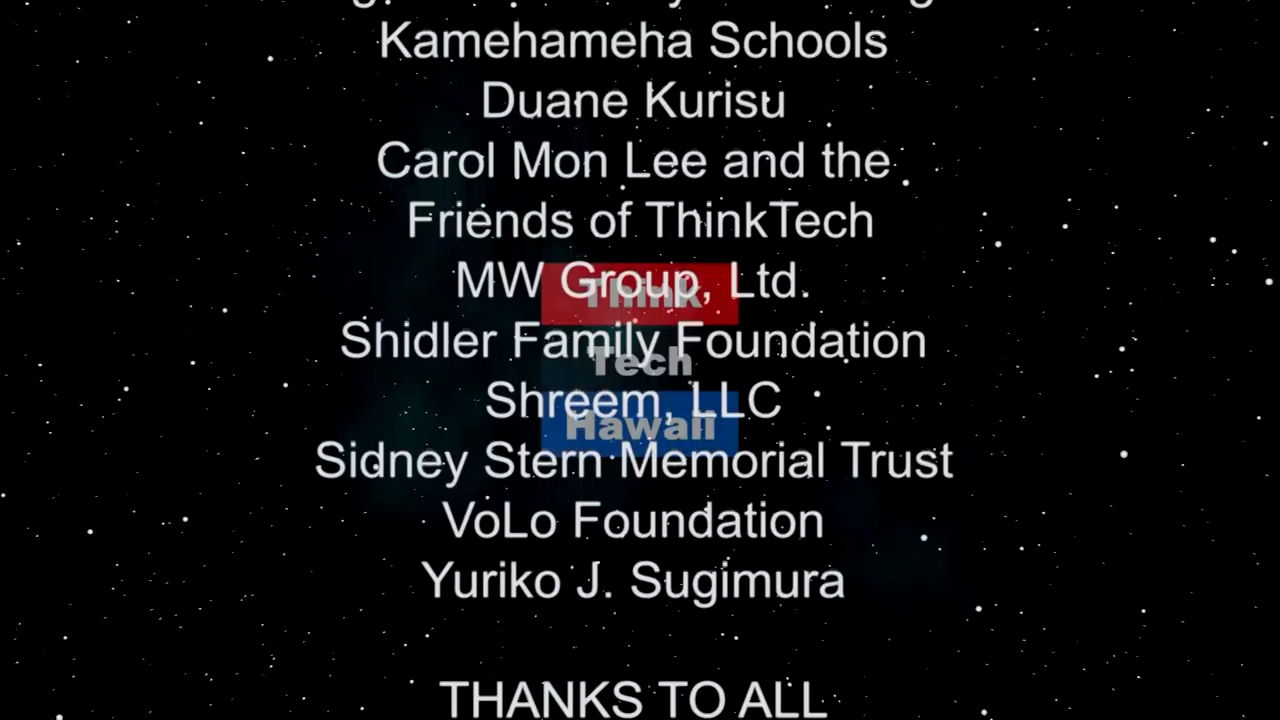 Kamehameha Schools
Duane Kurisu
Carol Mon Lee and the
Friends of ThinkTech
MW Group, Ltd.
Think
Shidler Family Foundation
Tech
Shreem, LLC
Hawaii
Sidney Stern Memorial Trust
VoLo Foundation
Yuriko J. Sugimura
THANKS TO ALL